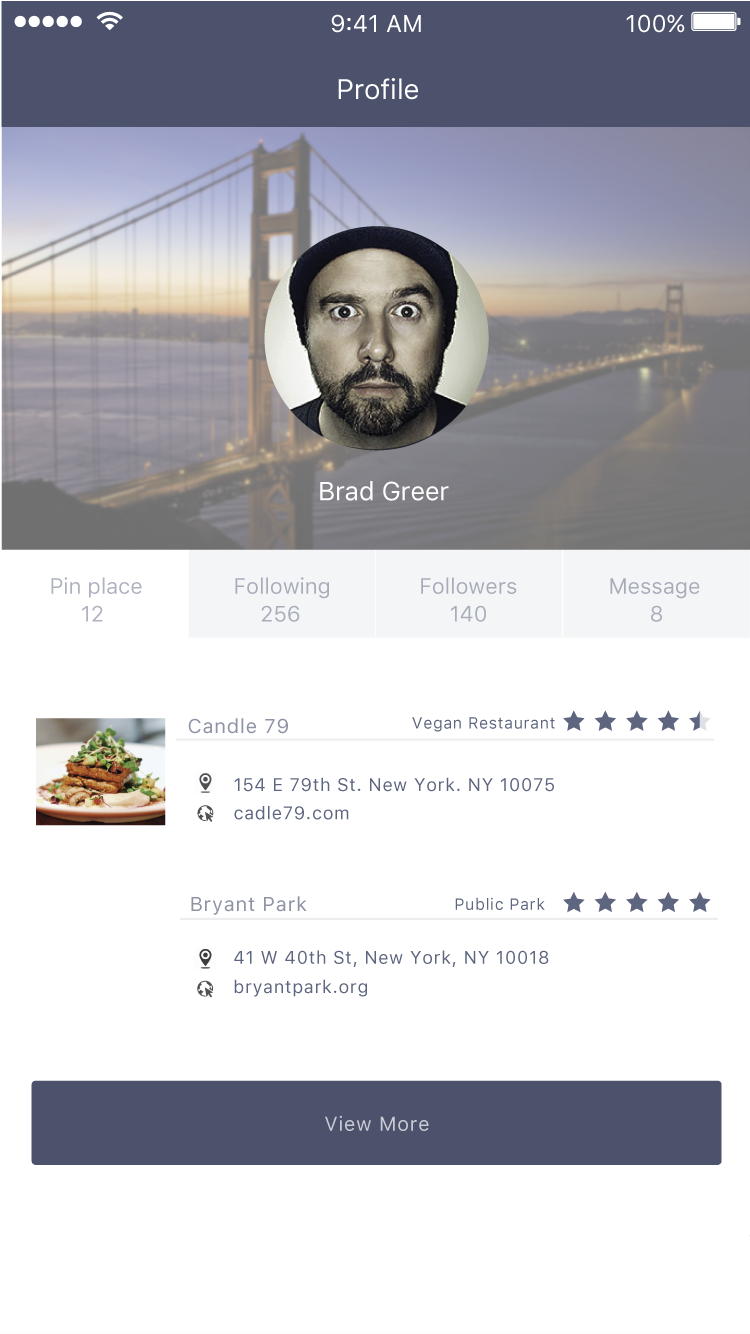 9:41 AM 100%
Profile
Brad Greer
Pin place Following Followers Message
12 256 140 8
Candle 79 Vegan Restaurant
154 E 79th St. New York. NY 10075
cadle79.com
Bryant Park Public Park
41 W 40th St, New York, NY 10018
bryantpark.org
View More